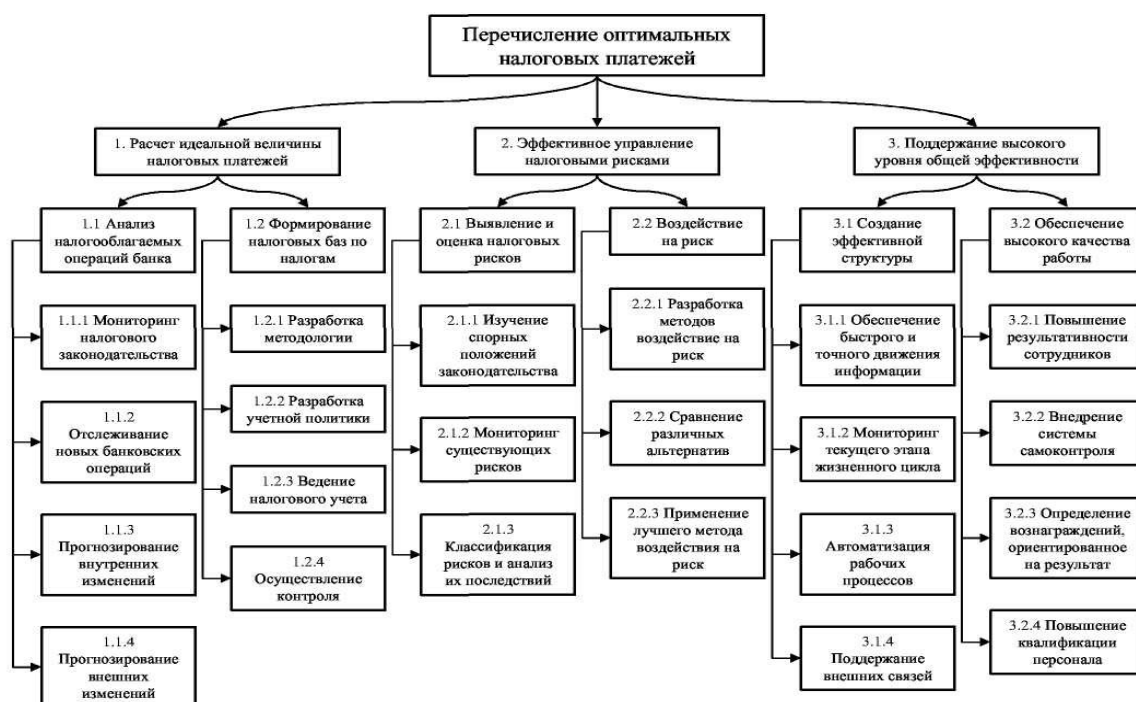 Перечисление оптимальных
налоговых платежей
1. Расчет идеальной величины
налоговых платежей
2. Эффективное управление
налоговыми рисками
3. Поддержание высокого
уровня общей эффективности
1.1 Анализ
налогооблагаемых
операций банка
1.2 Формирование
налоговых баз по
налогам
2.1 Выявление и
оценка налоговых
рисков
2.2 Воздействие
на риск
3.1 Создание
эффективной
структуры
3.2 Обеспечение
высокого качества
работы
1.1.1 Мониторинг
налогового
законодательства
1.2.1 Разработка
методологии
2.1.1 Изучение
спорных
положений
законодательства
2.2.1 Разработка
методов
воздействие на
риск
3.1.1 Обеспечение
быстрого и
точного движения
информации
3.2.1 Повышение
результативности
сотрудников
1.1.2
Отслеживание
новых банковских
операций
1.2.2 Разработка
учетной политики
2.1.2 Мониторинг
существующих
рисков
2.2.2 Сравнение
различных
альтернатив
3.1.2 Мониторинг
текущего этапа
жизненного цикла
3.2.2 Внедрение
системы
самоконтроля
1.1.3
Прогнозирование
внутренних
изменений
1.2.3 Ведение
налогового учета
2.1.3
Классификация
рисков и анализ
их последствий
2.2.3 Применение
лучшего метода
воздействия на
риск
3.1.3
Автоматизация
рабочих
процессов
3.2.3 Определение
вознаграждений,
ориентированное
на результат
1.1.4
Прогнозирование
внешних
изменений
1.2.4
Осуществление
контроля
3.1.4
Поддержание
внешних связей
3.2.4 Повышение
квалификации
персонала